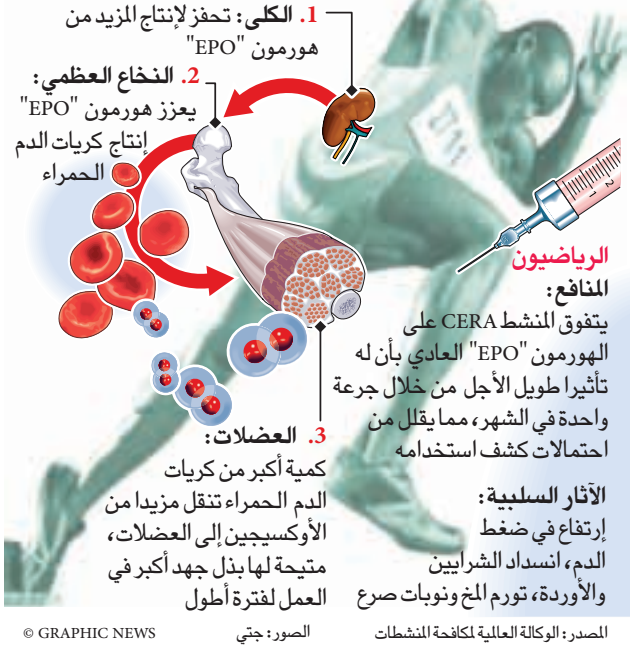 1. الكلى: تحفز لإنتاج المزيد من
هورمون "EPO"
2. النخاع العظمي:
يعزز هورمون "EPO"
إنتاج كريات الدم
الحمراء
3. العضلات:
كمية أكبر من كريات
الدم الحمراء تنقل مزيدا من
الأوكسيجين إلى العضلات،
متيحة لها بذل جهد أكبر في
العمل لفترة أطول
الرياضيون
المنافع:
يتفوق المنشط CERA على
الهورمون "EPO" العادي بأن له
تأثيرا طويل الأجل من خلال جرعة
واحدة في الشهر، مما يقلل من
احتمالات كشف استخدامه
الآثار السلبية:
إرتفاع في ضغط
الدم، انسداد الشرايين
والأوردة، تورم المخ ونوبات صرع
المصدر: الوكالة العالمية لمكافحة المنشطات
الصور: جتي
© GRAPHIC NEWS